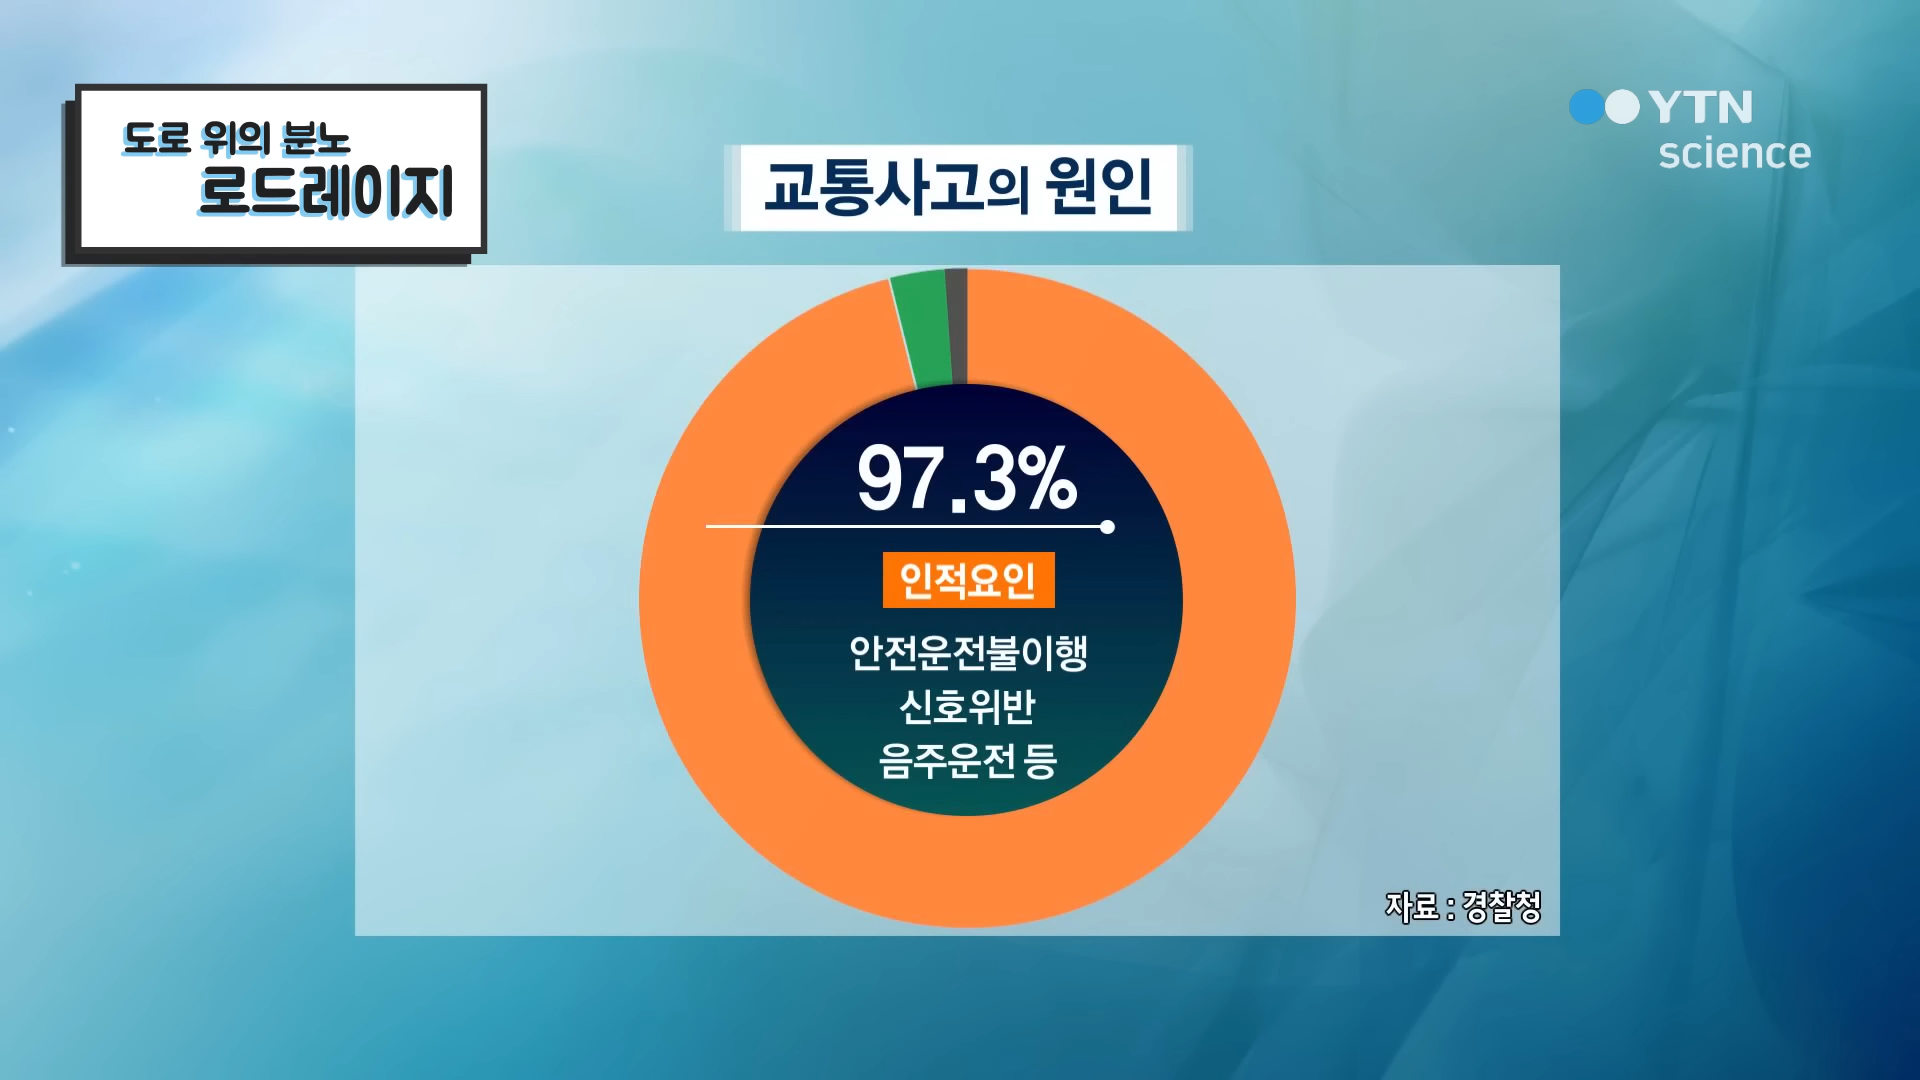 도로 위의 분노
로드레이지
YTN
science
교통사고의 원인
97.3%
인적요인
안전운전불이행
신호위반
음주운전 등
자료 : 경찰청